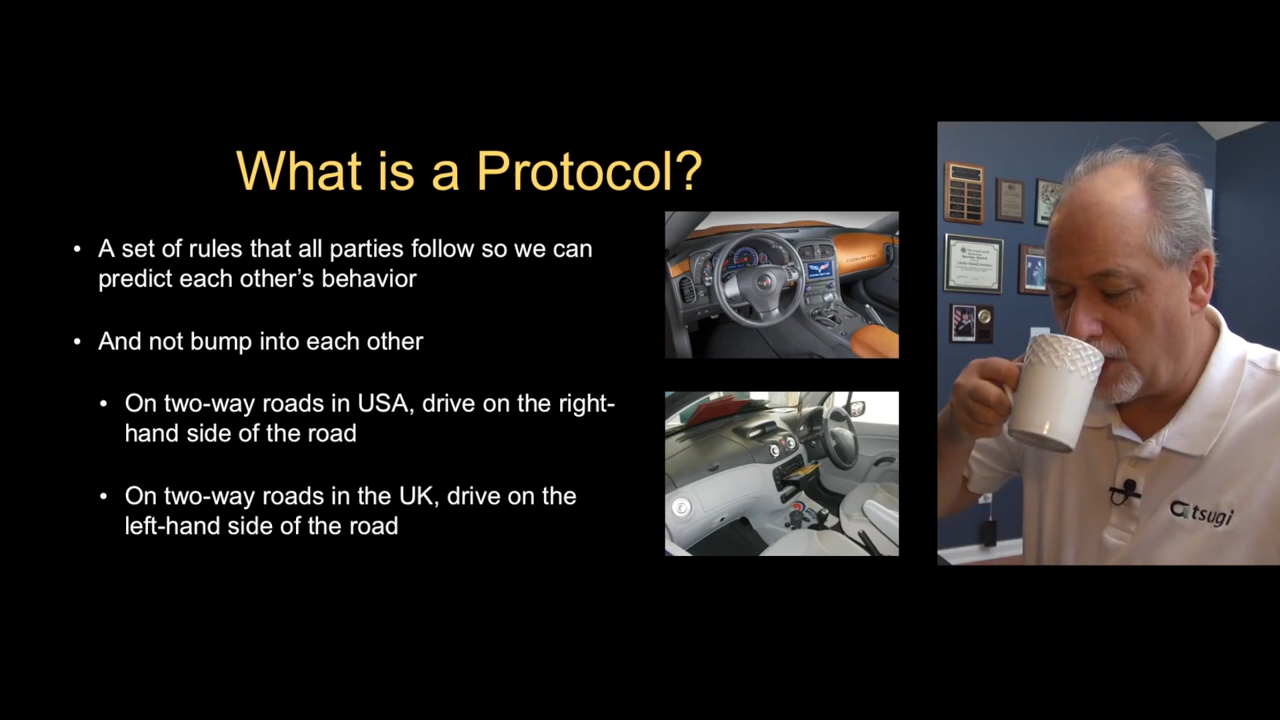 What is a Protocol?
• A set of rules that all parties follow so we can
predict each other’s behavior
• And not bump into each other
• On two-way roads in USA, drive on the right-
hand side of the road
• On two-way roads in the UK, drive on the
left-hand side of the road
tsugi